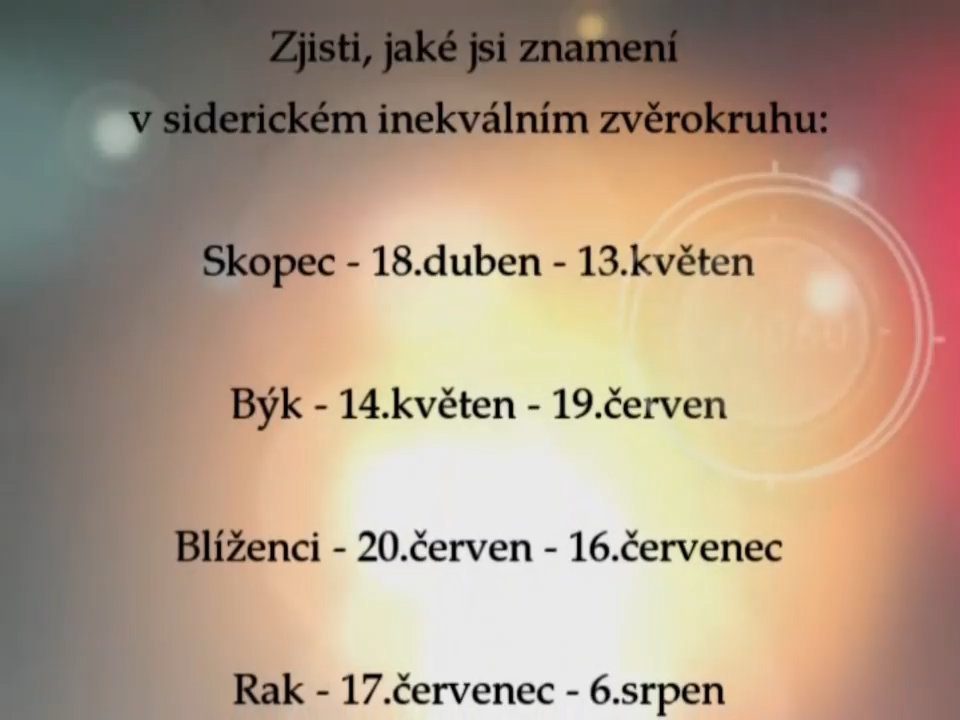 Zjisti, jaké jsi znamení
v siderickém inekválním zvěrokruhu:
Skopec - 18.duben - 13.květen
Býk - 14.květen - 19.červen
Blíženci - 20.červen - 16.červenec
Rak - 17.červenec - 6.srpen